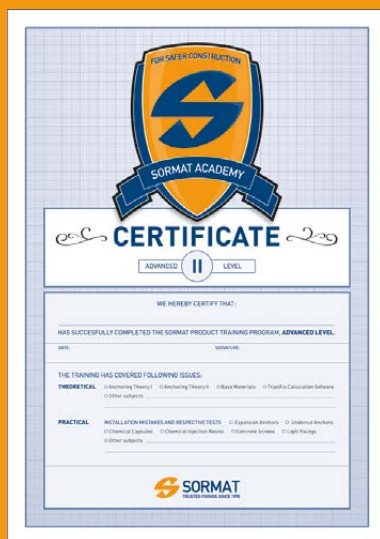 FOR SAFER CONSTRUCTION
SORMAT ACADEMY
CERTIFICATE
ADVANCED II LEVEL
WE HEREBY CERTIFY THAT:
HAS SUCCESFULLY COMPLETED THE SORMAT PRODUCT TRAINING PROGRAM, ADVANCED LEVEL.
DATE: SIGNATURE:
THE TRAINING HAS COVERED FOLLOWING ISSUES:
THEORETICAL Anchoring Theory I Anchoring Theory II Base Materials TrustFix Calculation Software
Other subjects
PRACTICAL INSTALLATION MISTAKES AND RESPECTIVE TESTS Expansion Anchors Undercut Anchors
Chemical Capsules Chemical Injection Resins Concrete Screws Light Fixings
Other subjects
SORMAT
TRUSTED FIXINGS SINCE 1970